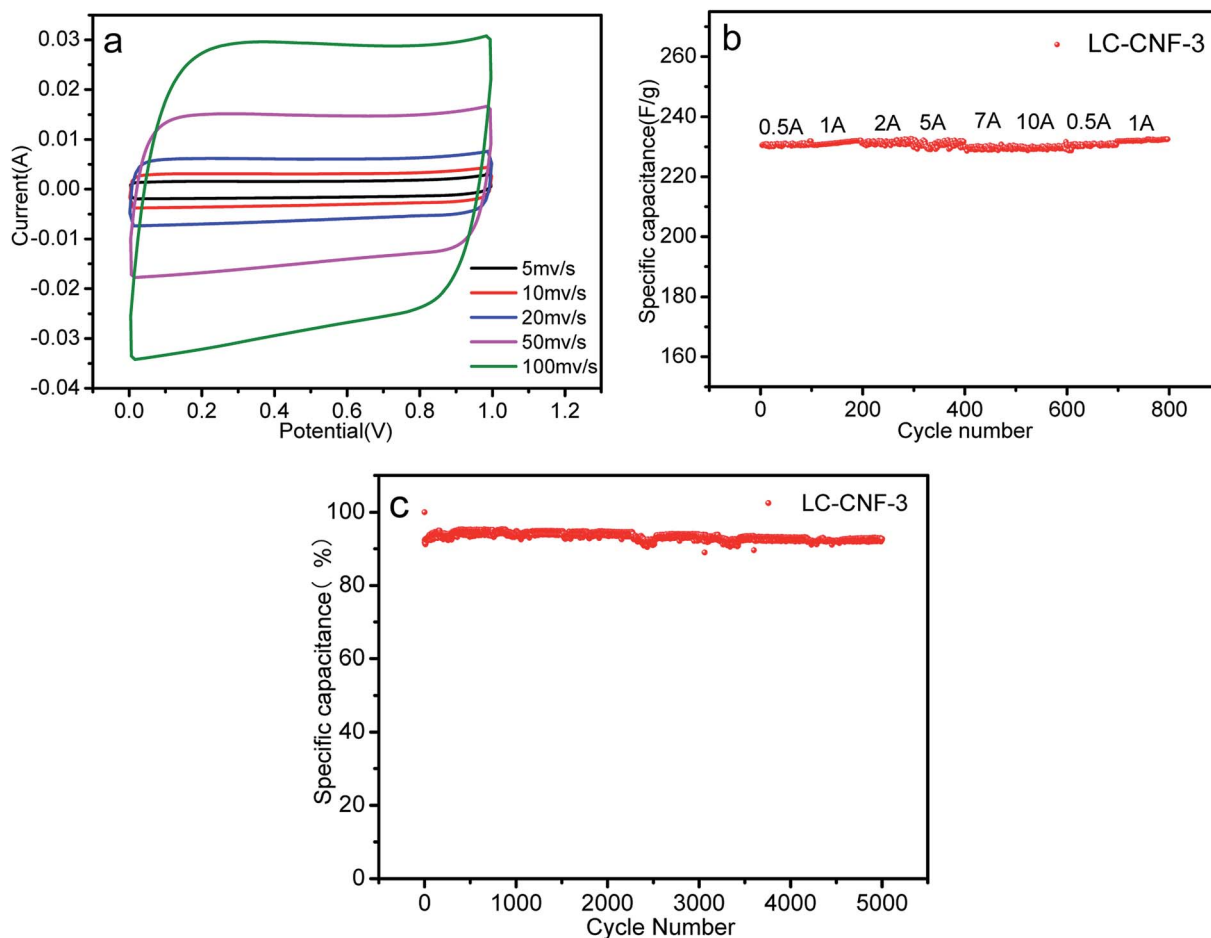 a
0.03
0.02
0.01
0.00
-0.01
-0.02
-0.03
-0.04
Current(A)
0.0 0.2 0.4 0.6 0.8 1.0 1.2
Potential(V)
5mv/s
10mv/s
20mv/s
50mv/s
100mv/s
b
LC-CNF-3
260
240
220
200
180
160
Specific capacitance(F/g)
0.5A 1A 2A 5A 7A 10A 0.5A 1A
0 200 400 600 800
Cycle number
c
LC-CNF-3
100
80
60
40
20
0
Specific capacitance( %)
0 1000 2000 3000 4000 5000
Cycle Number